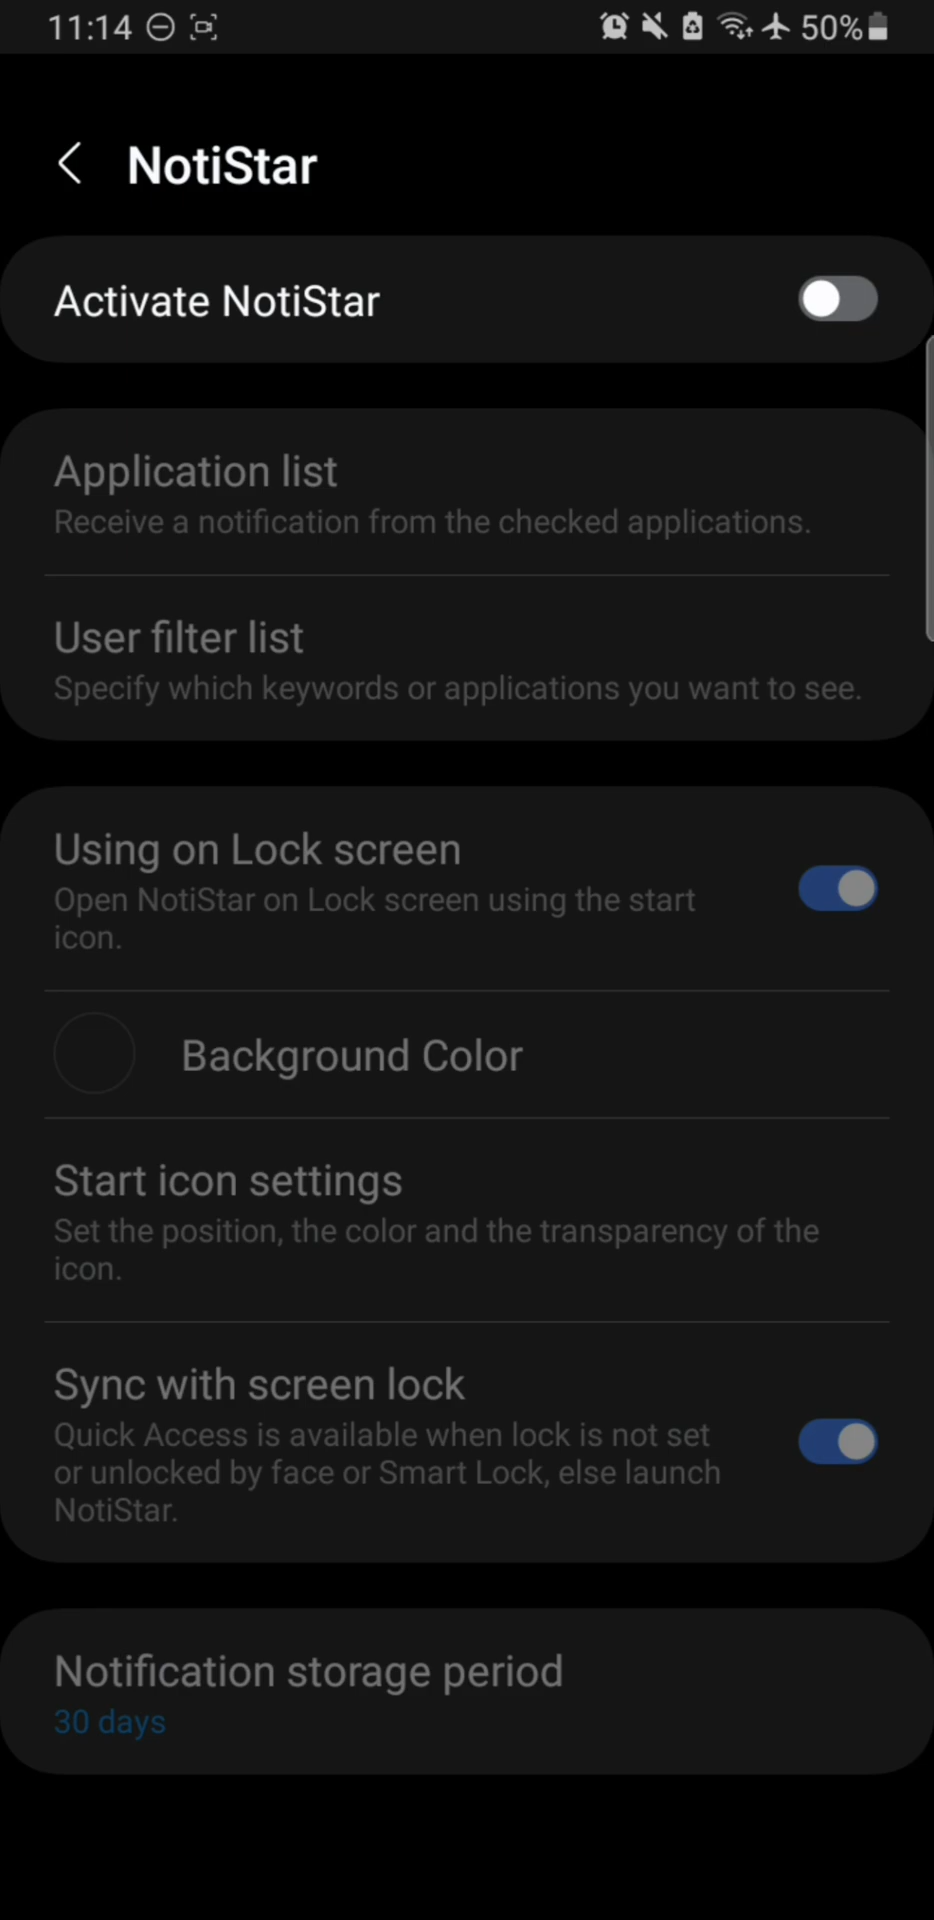 11:14
50%
NotiStar
Activate NotiStar
Application list
Receive a notification from the checked applications.
User filter list
Specify which keywords or applications you want to see.
Using on Lock screen
Open NotiStar on Lock screen using the start
icon.
Background Color
Start icon settings
Set the position, the color and the transparency of the
icon.
Sync with screen lock
Quick Access is available when lock is not set
or unlocked by face or Smart Lock, else launch
NotiStar.
Notification storage period
30 days